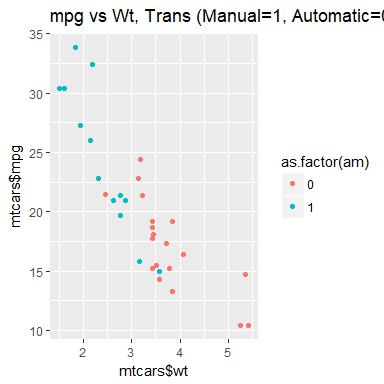 mpg vs Wt, Trans (Manual=1, Automatic=0
35
30
25
20
15
10
mtcars$mpg
2 3 4 5
mtcars$wt
as.factor(am)
0
1